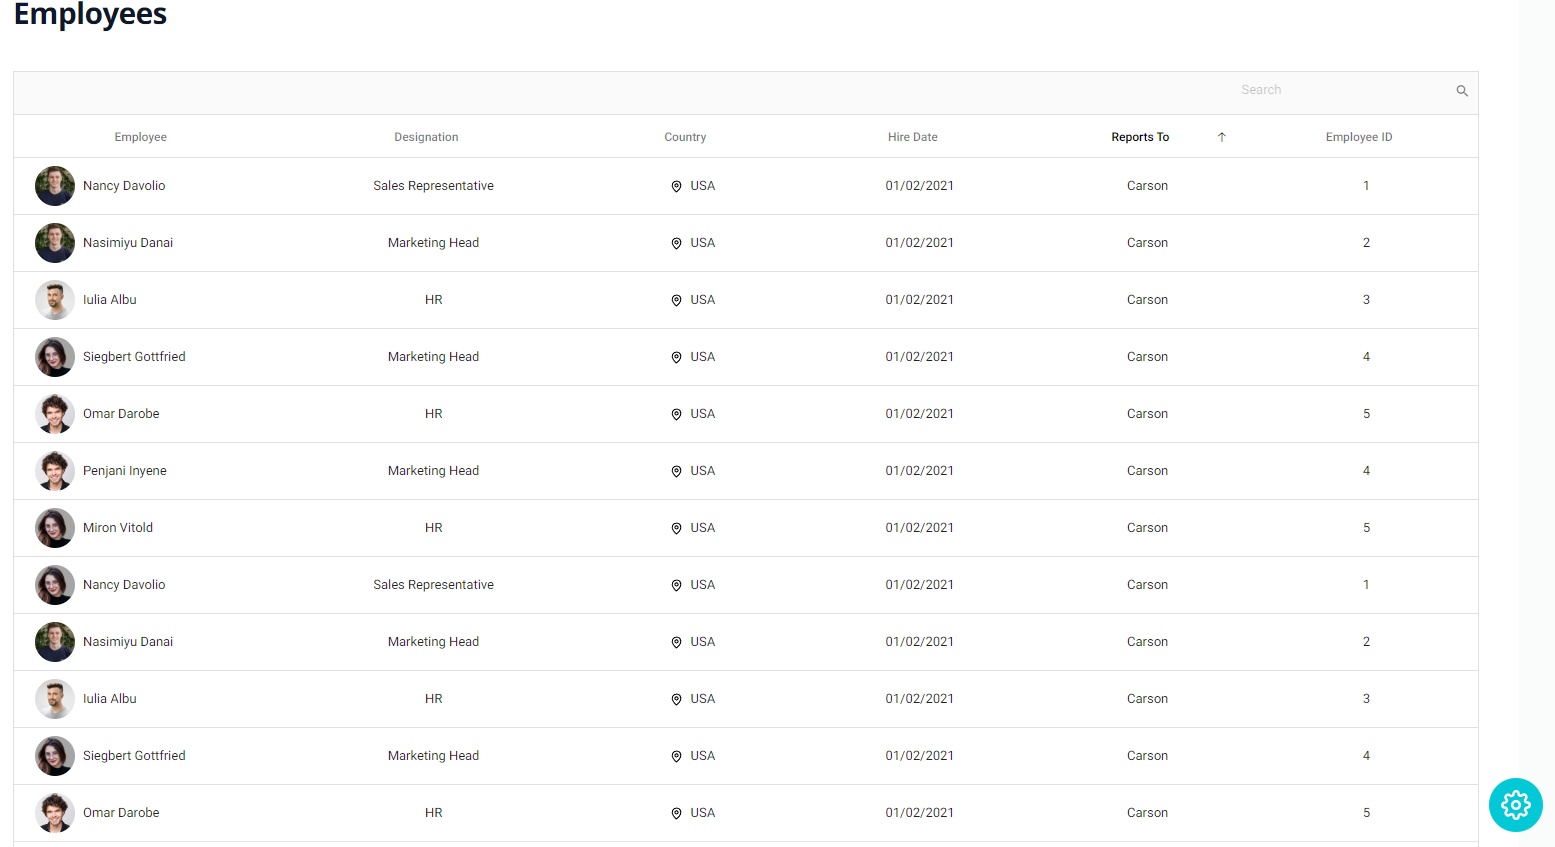 Employees
Search
Employee Designation Country Hire Date Reports To Employee ID
Nancy Davolio Sales Representative USA 01/02/2021 Carson 1
Nasimiyu Danai Marketing Head USA 01/02/2021 Carson 2
Iulia Albu HR USA 01/02/2021 Carson 3
Siegbert Gottfried Marketing Head USA 01/02/2021 Carson 4
Omar Darobe HR USA 01/02/2021 Carson 5
Penjani Inyene Marketing Head USA 01/02/2021 Carson 4
Miron Vitold HR USA 01/02/2021 Carson 5
Nancy Davolio Sales Representative USA 01/02/2021 Carson 1
Nasimiyu Danai Marketing Head USA 01/02/2021 Carson 2
Iulia Albu HR USA 01/02/2021 Carson 3
Siegbert Gottfried Marketing Head USA 01/02/2021 Carson 4
Omar Darobe HR USA 01/02/2021 Carson 5